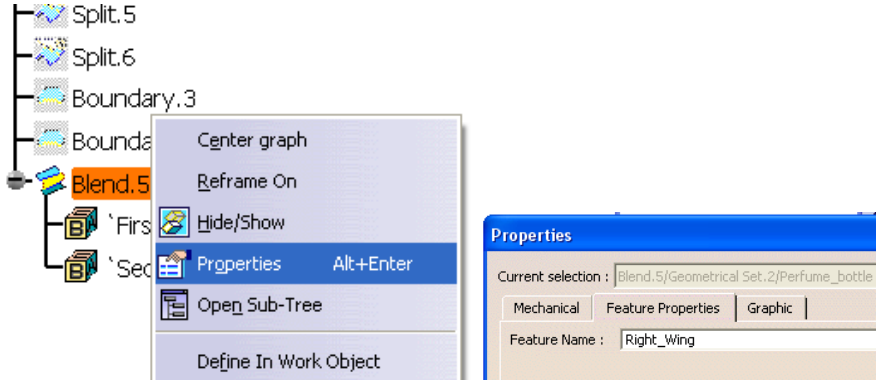 Split.5
Split.6
Boundary.3
Bounda
Blend.5
`Firs
`Sec
Center graph
Reframe On
Hide/Show
Properties Alt+Enter
Open Sub-Tree
Define In Work Object
Properties
Current selection : Blend.5/Geometrical Set.2/Perfume_bottle
Mechanical Feature Properties Graphic
Feature Name : Right_Wing